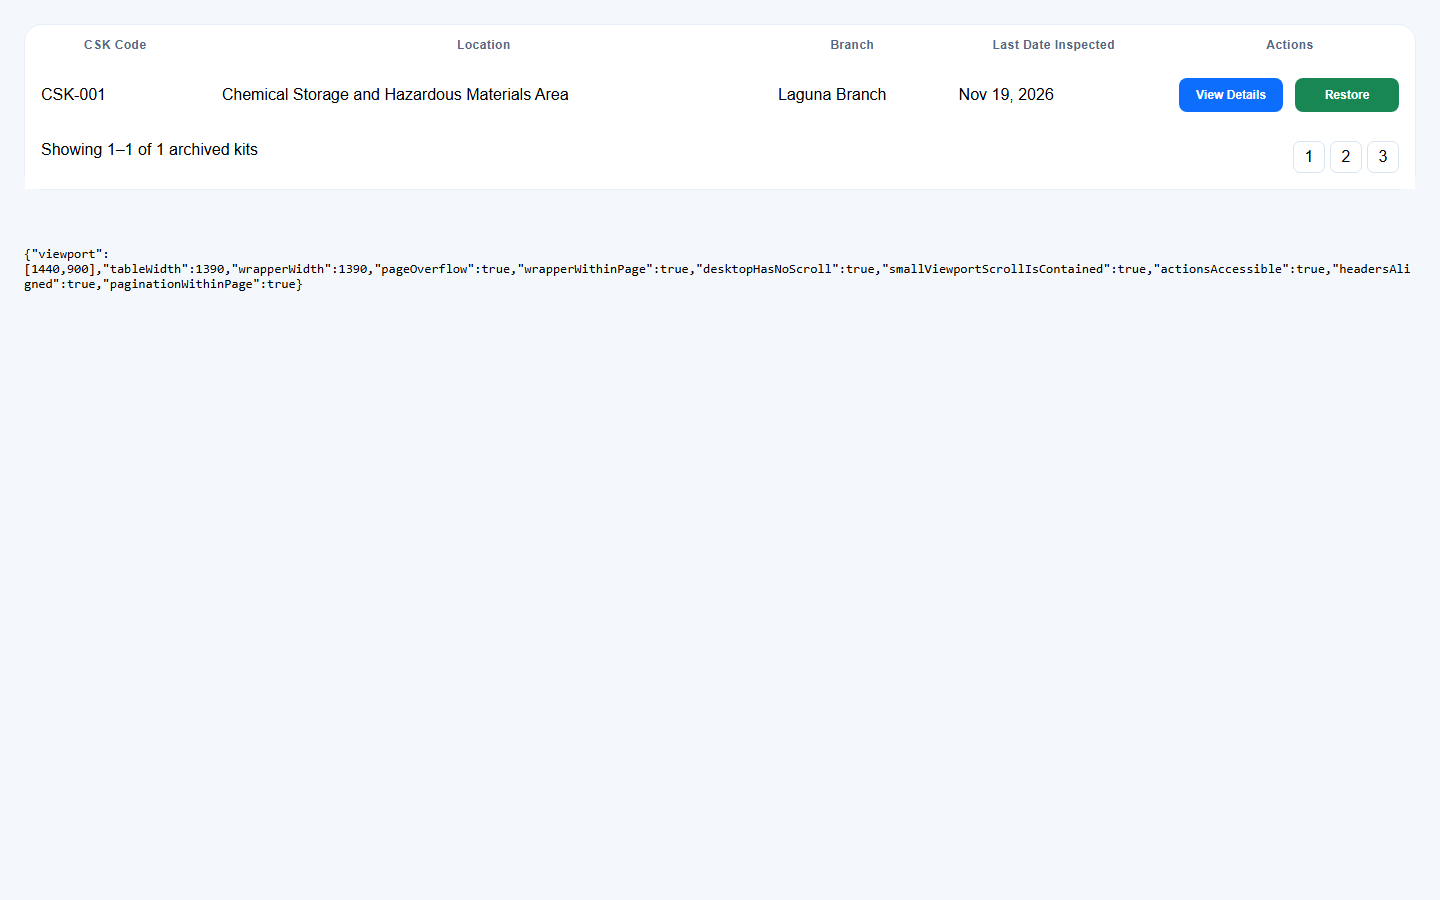 CSK Code Location Branch Last Date Inspected Actions
CSK-001 Chemical Storage and Hazardous Materials Area Laguna Branch Nov 19, 2026 View Details Restore
Showing 1–1 of 1 archived kits 1 2 3
{"viewport":
[1440,900],"tableWidth":1390,"wrapperWidth":1390,"pageOverflow":true,"wrapperWithinPage":true,"desktopHasNoScroll":true,"smallViewportScrollIsContained":true,"actionsAccessible":true,"headersAli
gned":true,"paginationWithinPage":true}